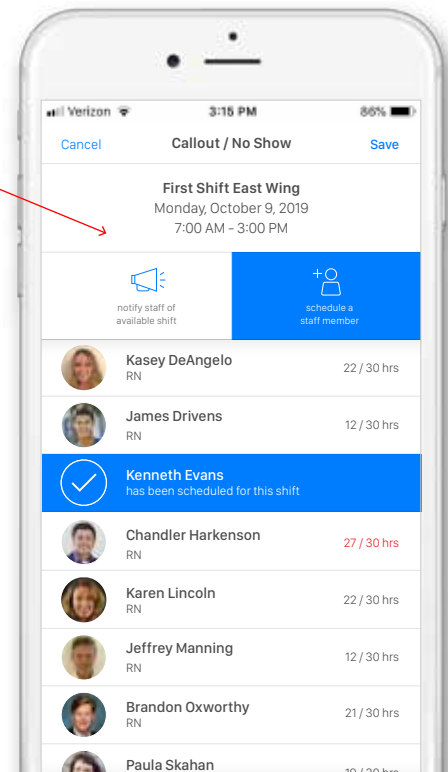 Verizon 3:15 PM 86%
Cancel Callout / No Show Save
First Shift East Wing
Monday, October 9, 2019
7:00 AM - 3:00 PM
notify staff of
available shift
schedule a
staff member
Kasey DeAngelo
RN
22 / 30 hrs
James Drivens
RN
12 / 30 hrs
Kenneth Evans
has been scheduled for this shift
Chandler Harkenson
RN
27 / 30 hrs
Karen Lincoln
RN
22 / 30 hrs
Jeffrey Manning
RN
12 / 30 hrs
Brandon Oxworthy
RN
21 / 30 hrs
Paula Skahan